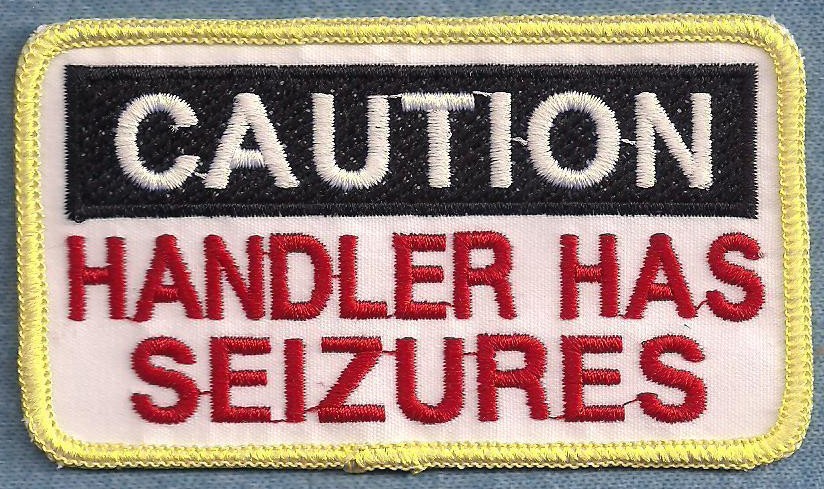 CAUTION
HANDLER HAS
SEIZURES